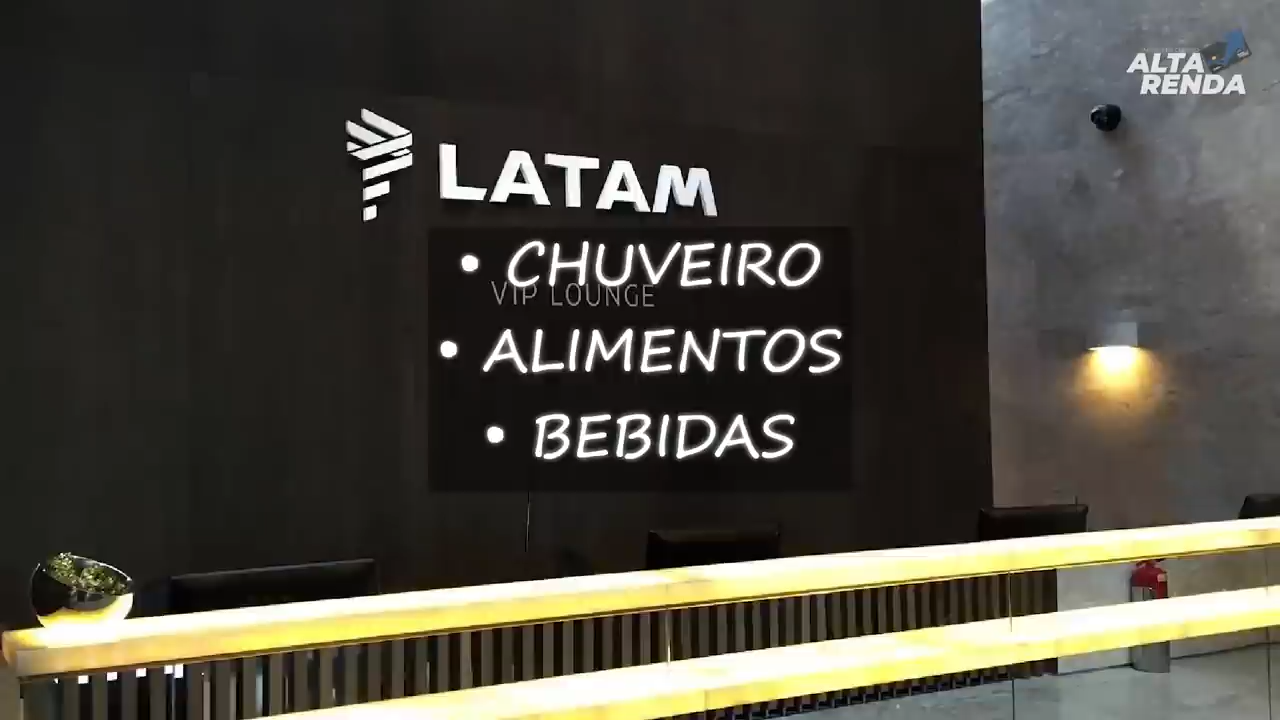 ALTA
RENDA
LATAM
VIP LOUNGE
• CHUVEIRO
• ALIMENTOS
• BEBIDAS